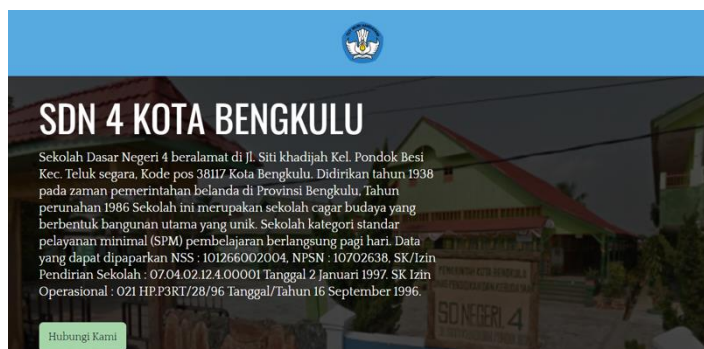 SDN 4 KOTA BENGKULU
Sekolah Dasar Negeri 4 beralamat di Jl. Siti khadijah Kel. Pondok Besi
Kec. Teluk segara, Kode pos 38117 Kota Bengkulu. Didirikan tahun 1938
pada zaman pemerintahan belanda di Provinsi Bengkulu, Tahun
perunahan 1986 Sekolah ini merupakan sekolah cagar budaya yang
berbentuk bangunan utama yang unik. Sekolah kategori standar
pelayanan minimal (SPM) pembelajaran berlangsung pagi hari. Data
yang dapat dipaparkan NSS : 101266002004, NPSN : 10702638, SK/Izin
Pendirian Sekolah : 07.04.02.12.4.00001 Tanggal 2 Januari 1997. SK Izin
Operasional : 021 HP.P3RT/28/96 Tanggal/Tahun 16 September 1996.
PEMERINTAH KOTA BENGKULU
SD NEGERI 4
Hubungi Kami